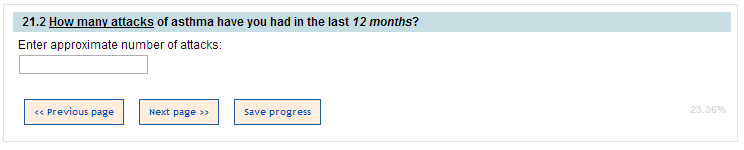 21.2 How many attacks of asthma have you had in the last 12 months?
Enter approximate number of attacks:
<< Previous page Next page >> Save progress 23.36%